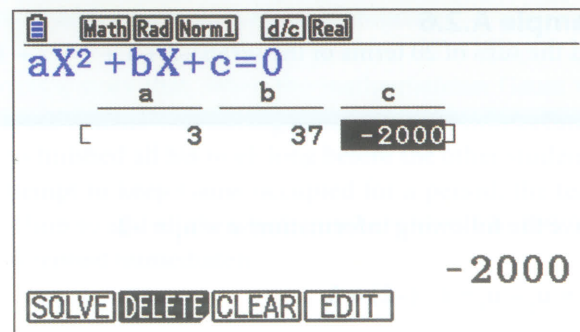 Math Rad Norm1 d/c Real
aX² +bX+c=0
a b c
[ 3 37 -2000 ]
-2000
SOLVE DELETE CLEAR EDIT